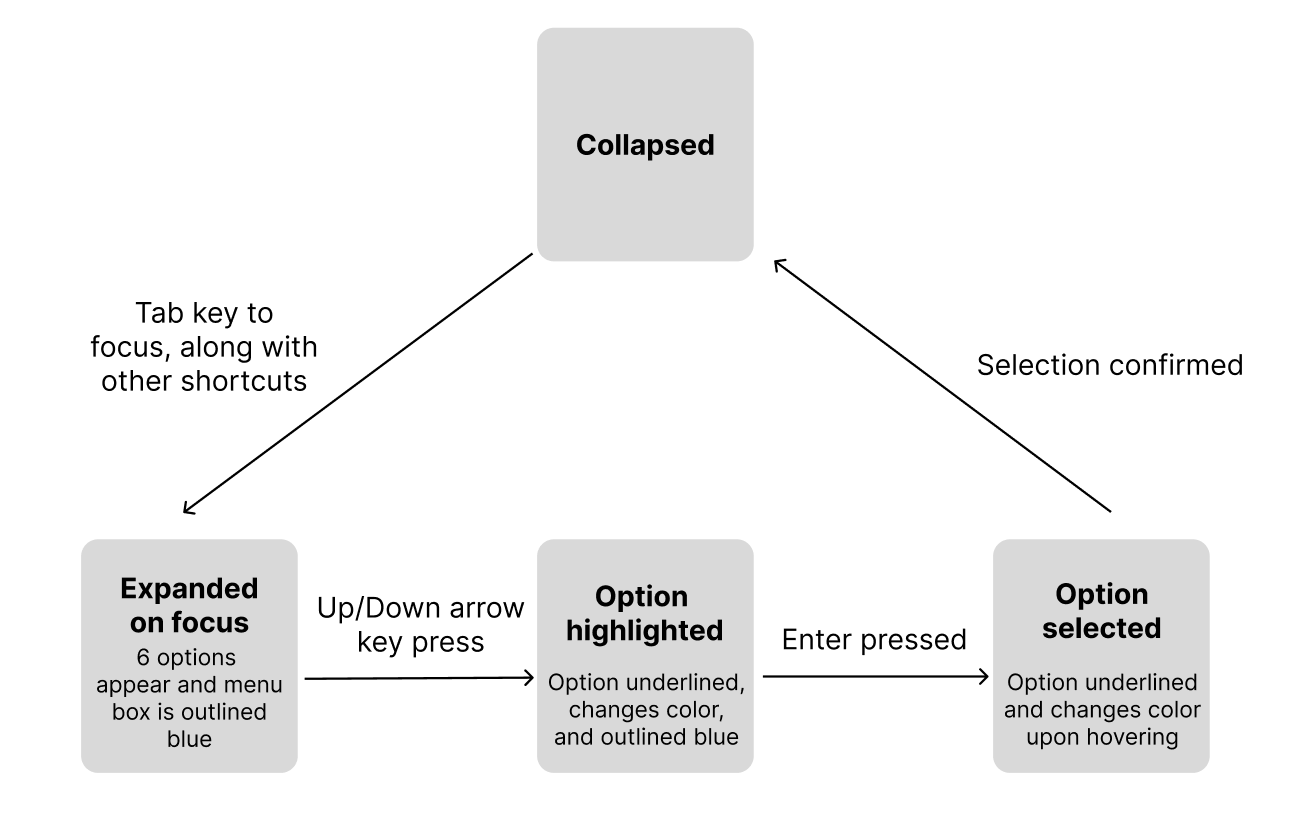 Collapsed
Tab key to
focus, along with
other shortcuts
Selection confirmed
Expanded
on focus
6 options
appear and menu
box is outlined
blue
Up/Down arrow
key press
Option
highlighted
Option underlined,
changes color,
and outlined blue
Enter pressed
Option
selected
Option underlined
and changes color
upon hovering